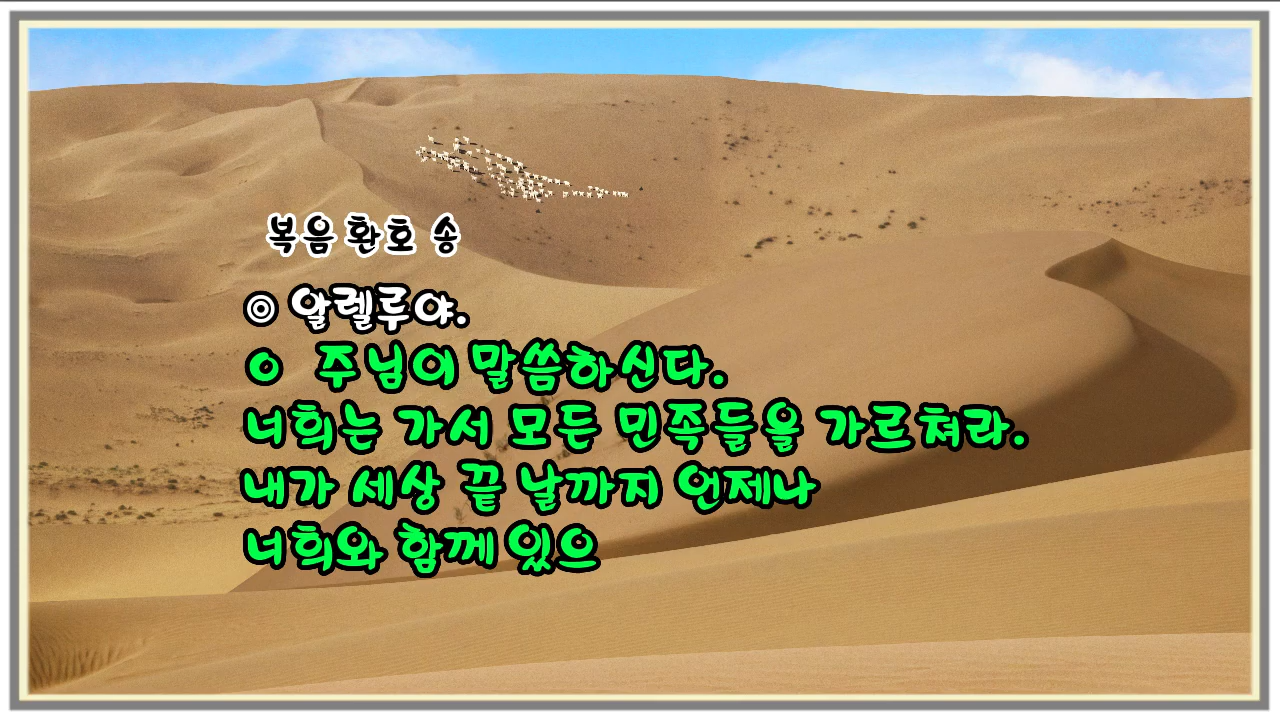 복음 환호 송
◎ 알렐루야.
○ 주님이 말씀하신다.
너희는 가서 모든 민족들을 가르쳐라.
내가 세상 끝 날까지 언제나
너희와 함께 있으